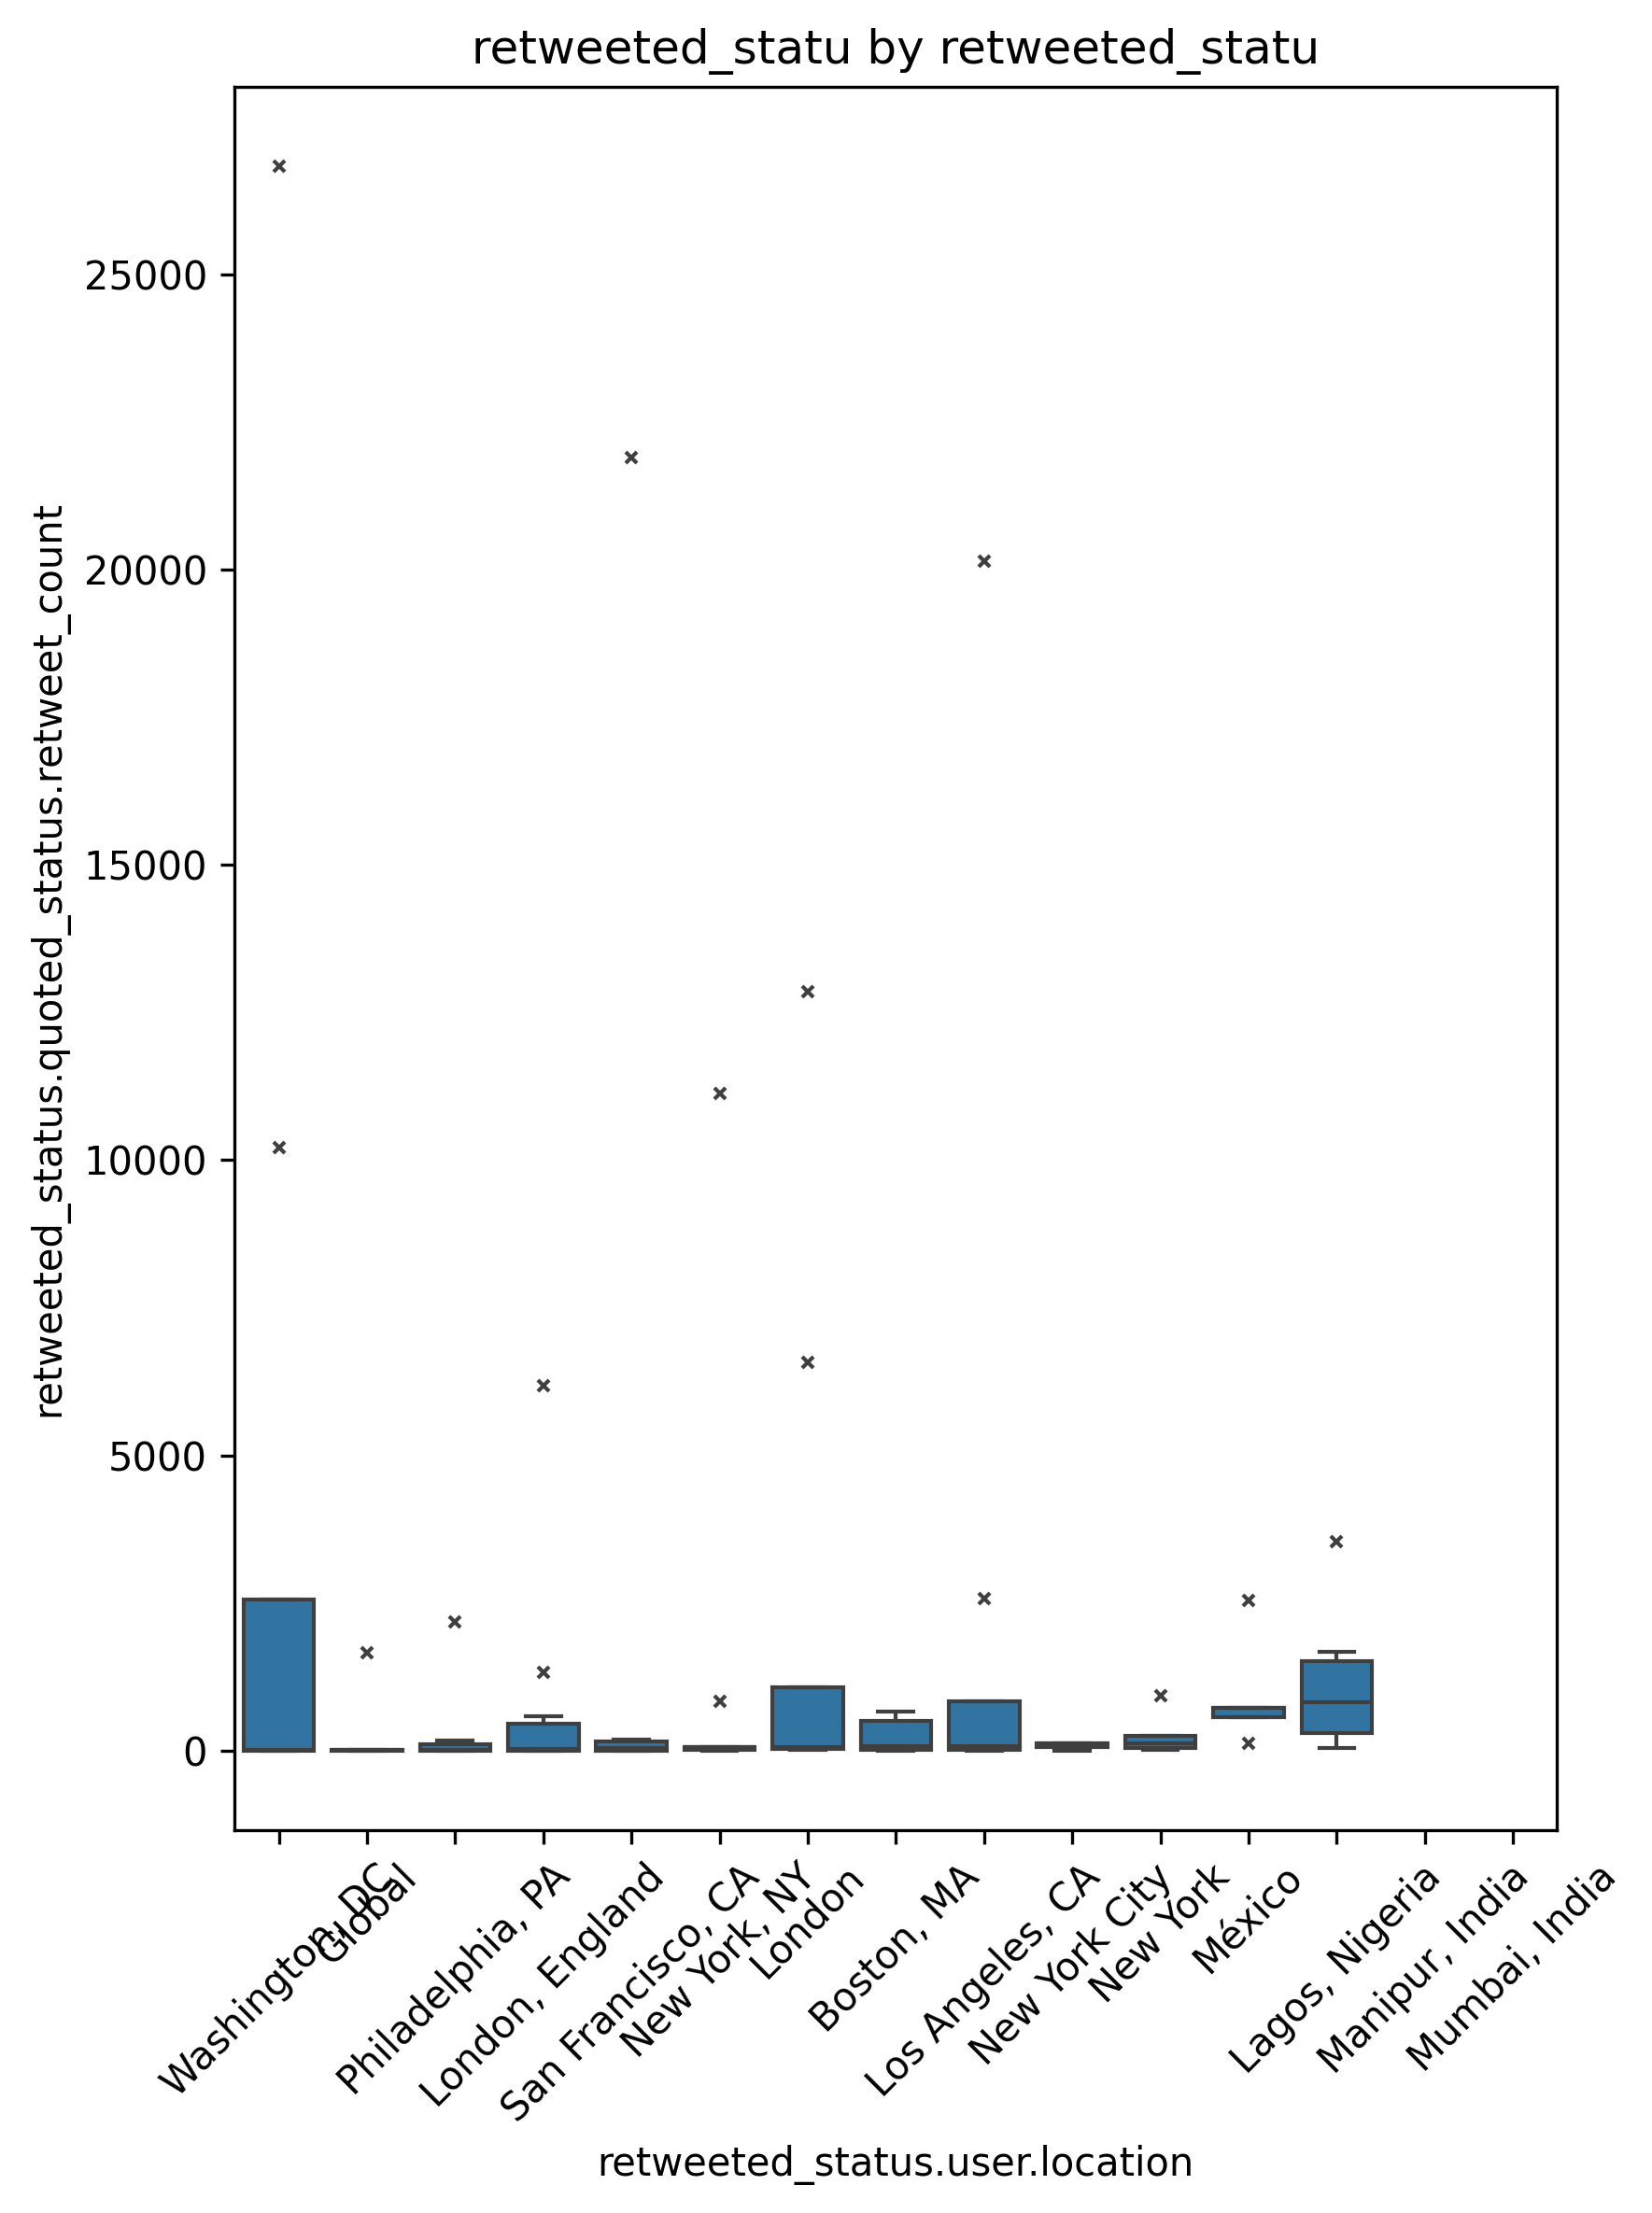 retweeted_statu by retweeted_statu
retweeted_status.quoted_status.retweet_count
25000
20000
15000
10000
5000
0
Washington, DC
Global
Philadelphia, PA
London, England
San Francisco, CA
New York, NY
London
Boston, MA
Los Angeles, CA
New York City
New York
México
Lagos, Nigeria
Manipur, India
Mumbai, India
retweeted_status.user.location